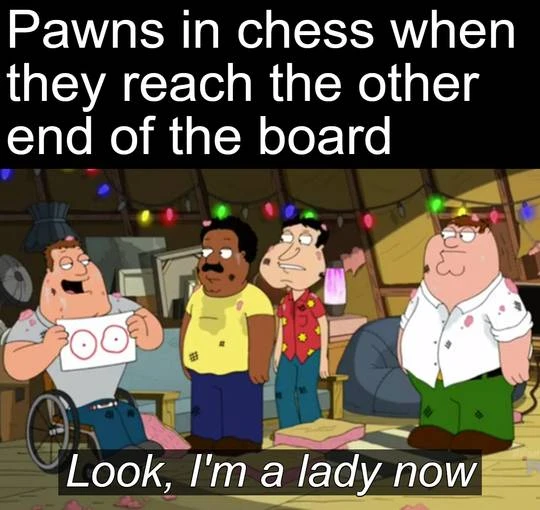 Pawns in chess when
they reach the other
end of the board
Look, I'm a lady now